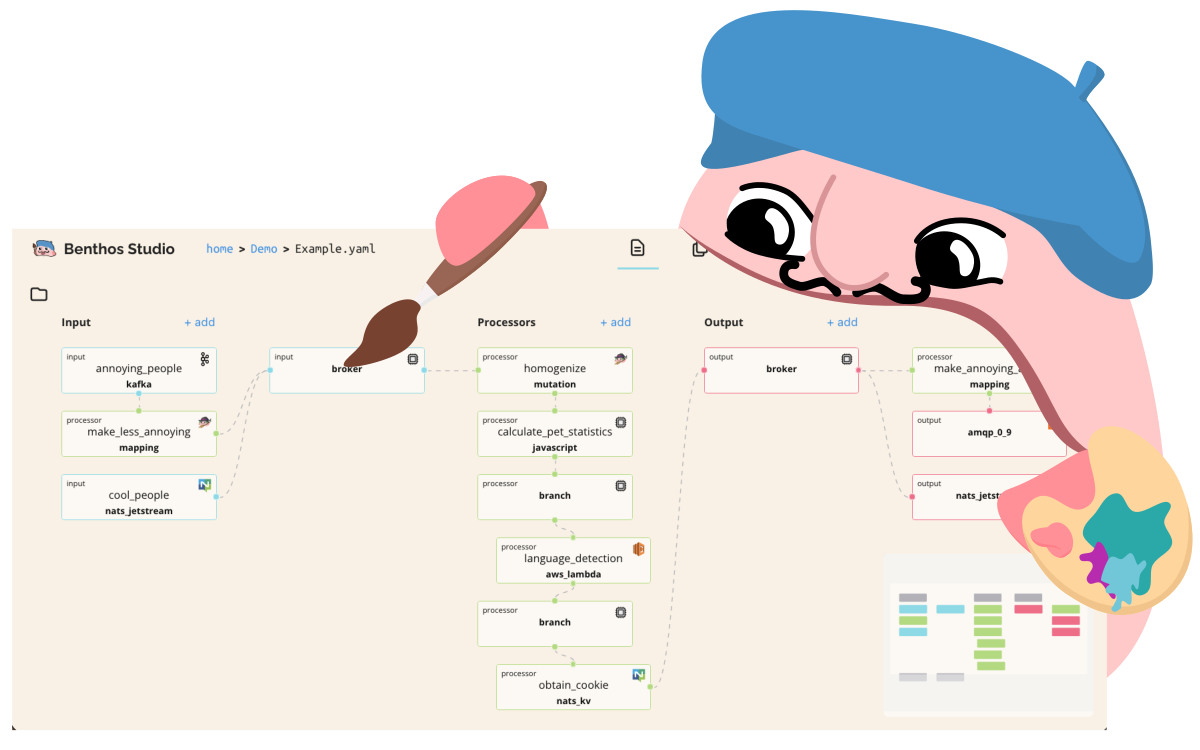 Benthos Studio
home > Demo > Example.yaml
Input
+ add
Processors
+ add
Output
+ add
input
annoying_people
kafka
processor
make_less_annoying
mapping
input
cool_people
nats_jetstream
input
broker
processor
homogenize
mutation
processor
calculate_pet_statistics
javascript
processor
branch
processor
language_detection
aws_lambda
processor
branch
processor
obtain_cookie
nats_kv
output
broker
processor
make_annoying_
mapping
output
amqp_0_9
output
nats_jetst